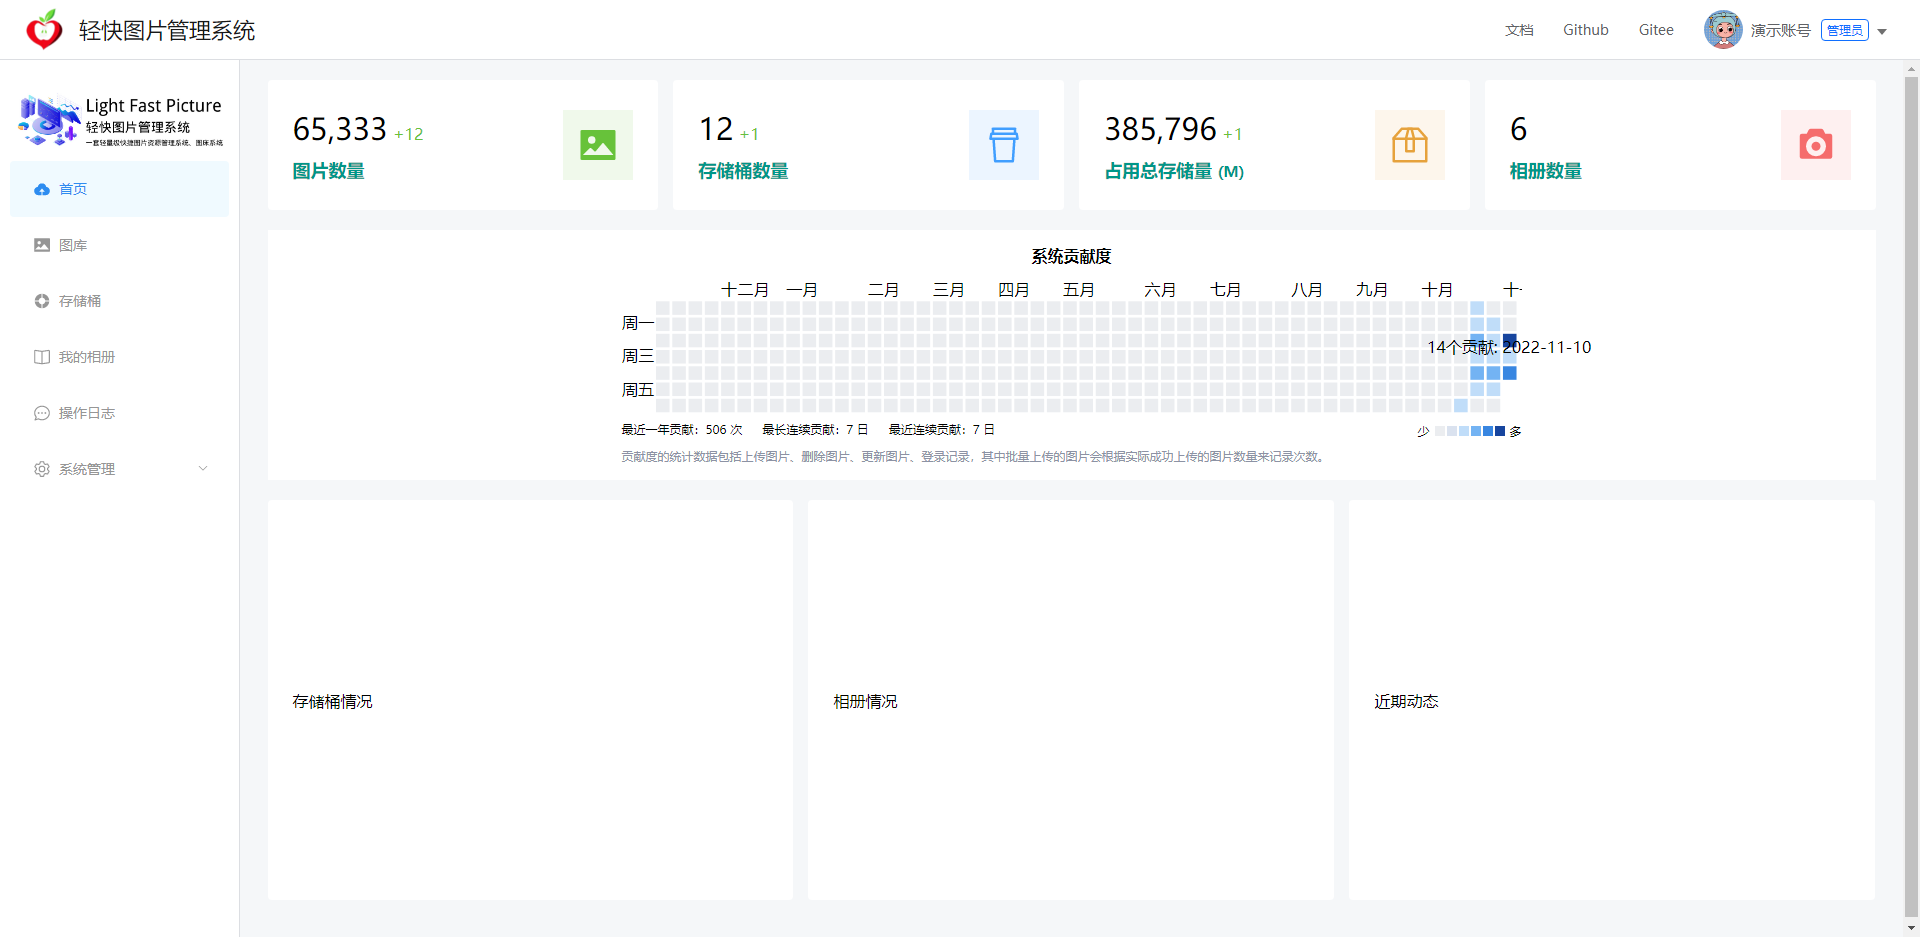 轻快图片管理系统
文档 Github Gitee 演示账号 管理员
Light Fast Picture
轻快图片管理系统
一套轻量级快捷图片资源管理系统、图床系统
首页
图库
存储桶
我的相册
操作日志
系统管理
65,333 +12
图片数量
12 +1
存储桶数量
385,796 +1
占用总存储量 (M)
6
相册数量
系统贡献度
十二月 一月 二月 三月 四月 五月 六月 七月 八月 九月 十月 十
周一
周三
周五
14个贡献: 2022-11-10
最近一年贡献：506 次 最长连续贡献：7 日 最近连续贡献：7 日
少 多
贡献度的统计数据包括上传图片、删除图片、更新图片、登录记录，其中批量上传的图片会根据实际成功上传的图片数量来记录次数。
存储桶情况
相册情况
近期动态